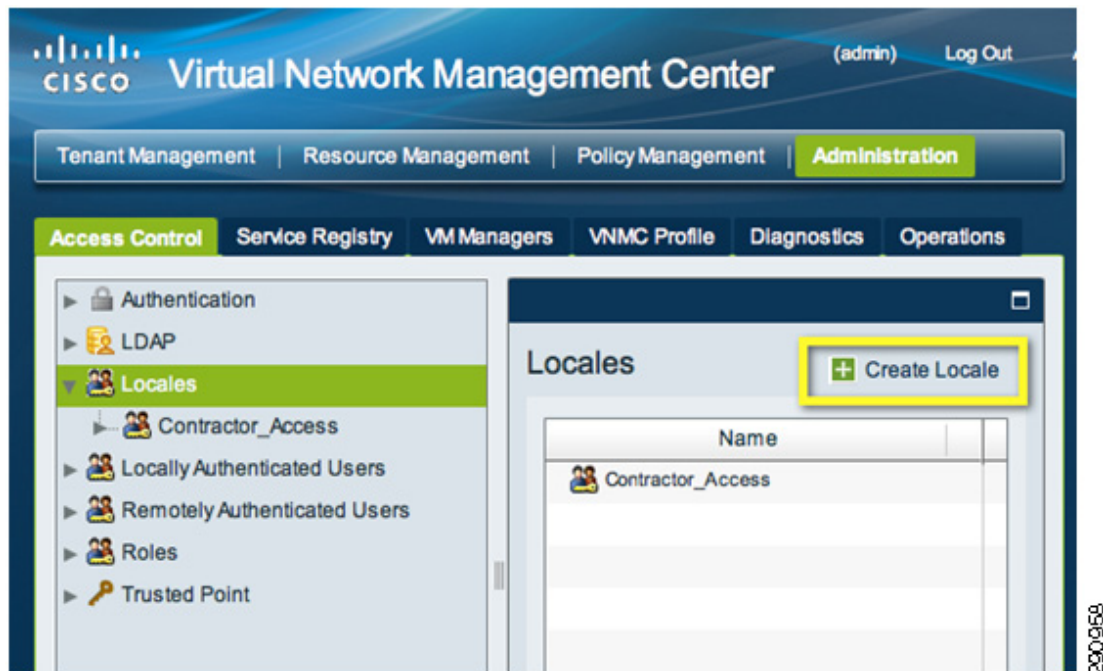 (admin) Log Out
CISCO Virtual Network Management Center
Tenant Management | Resource Management | Policy Management | Administration
Access Control Service Registry VM Managers VNMC Profile Diagnostics Operations
Authentication
LDAP
Locales
Contractor_Access
Locally Authenticated Users
Remotely Authenticated Users
Roles
Trusted Point
Locales
Create Locale
Name
Contractor_Access
290958